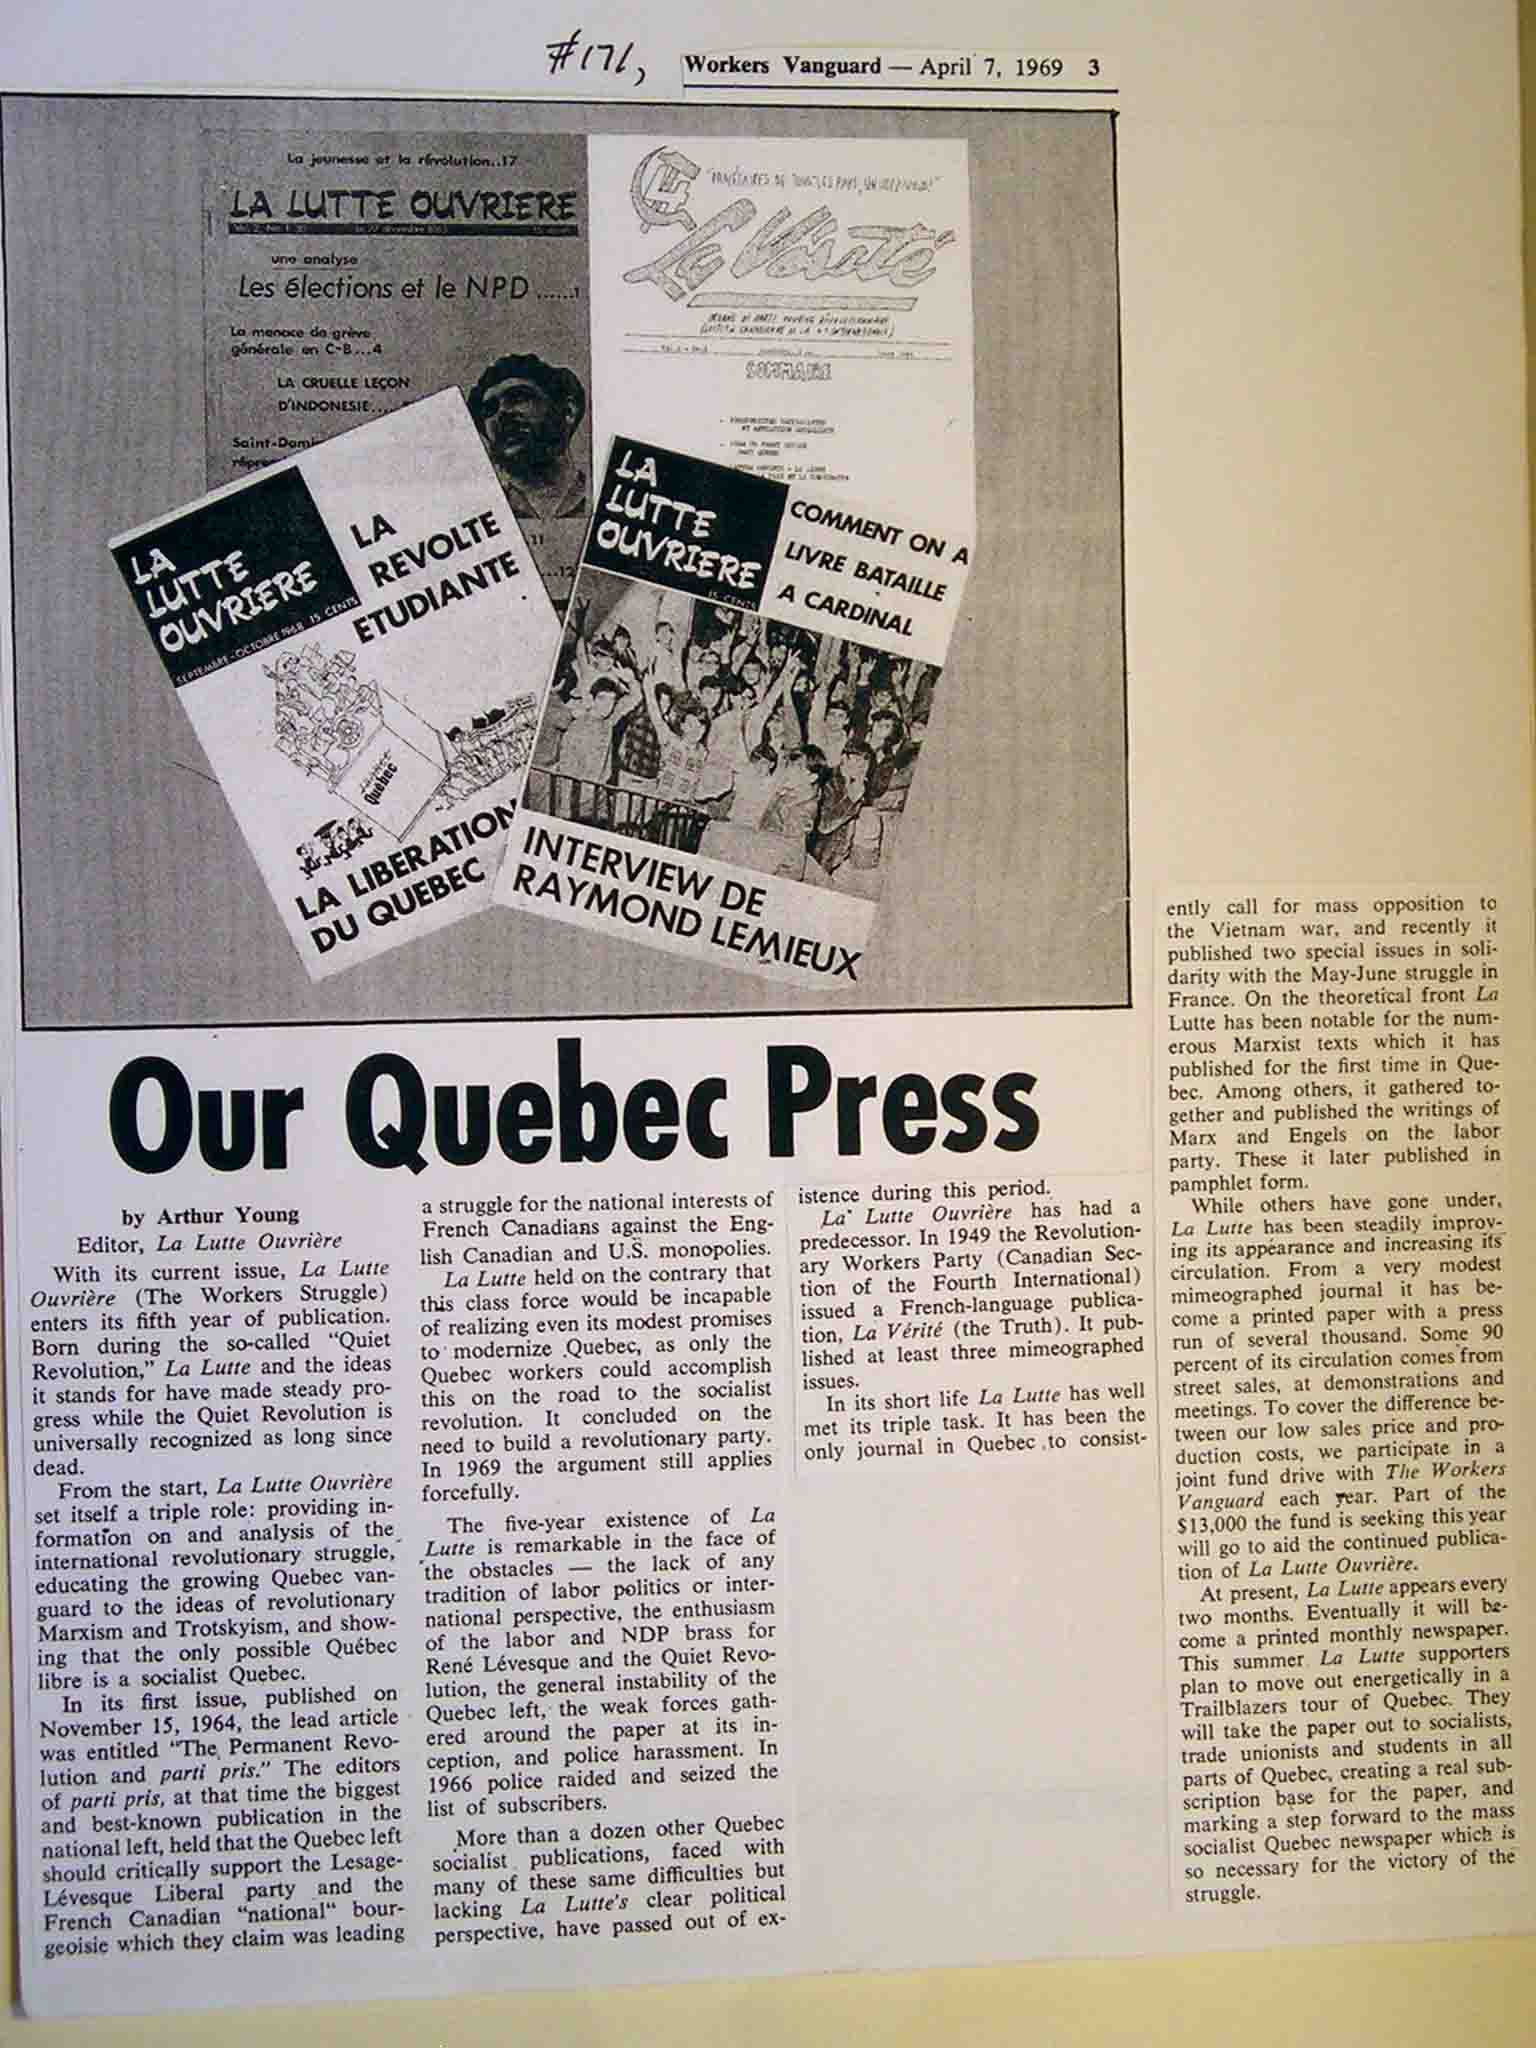 #171,
Workers Vanguard — April 7, 1969 3
La jeunesse et la révolution..17
LA LUTTE OUVRIERE
une analyse
Les élections et le NPD ......1
La menace de grève
générale en C-B...4
LA CRUELLE LEÇON
D'INDONESIE....
Saint-Domi
répre
11
...12
La Vérité
SOMMAIRE
LA
LUTTE
OUVRIERE
SEPTEMBRE-OCTOBRE 1968 15 CENTS
LA
REVOLTE
ETUDIANTE
Quebec
LA LIBERATION
DU QUEBEC
LA
LUTTE
OUVRIERE
15 CENTS
COMMENT ON A
LIVRE BATAILLE
A CARDINAL
INTERVIEW DE
RAYMOND LEMIEUX
Our Quebec Press
by Arthur Young
Editor, La Lutte Ouvrière
With its current issue, La Lutte
Ouvrière (The Workers Struggle)
enters its fifth year of publication.
Born during the so-called "Quiet
Revolution," La Lutte and the ideas
it stands for have made steady pro-
gress while the Quiet Revolution is
universally recognized as long since
dead.
From the start, La Lutte Ouvrière
set itself a triple role: providing in-
formation on and analysis of the
international revolutionary struggle,
educating the growing Quebec van-
guard to the ideas of revolutionary
Marxism and Trotskyism, and show-
ing that the only possible Québec
libre is a socialist Quebec.
In its first issue, published on
November 15, 1964, the lead article
was entitled "The Permanent Revo-
lution and parti pris." The editors
of parti pris, at that time the biggest
and best-known publication in the
national left, held that the Quebec left
should critically support the Lesage-
Lévesque Liberal party and the
French Canadian "national" bour-
geoisie which they claim was leading
a struggle for the national interests of
French Canadians against the Eng-
lish Canadian and U.S. monopolies.
La Lutte held on the contrary that
this class force would be incapable
of realizing even its modest promises
to modernize Quebec, as only the
Quebec workers could accomplish
this on the road to the socialist
revolution. It concluded on the
need to build a revolutionary party.
In 1969 the argument still applies
forcefully.
The five-year existence of La
Lutte is remarkable in the face of
the obstacles — the lack of any
tradition of labor politics or inter-
national perspective, the enthusiasm
of the labor and NDP brass for
René Lévesque and the Quiet Revo-
lution, the general instability of the
Quebec left, the weak forces gath-
ered around the paper at its in-
ception, and police harassment. In
1966 police raided and seized the
list of subscribers.
More than a dozen other Quebec
socialist publications, faced with
many of these same difficulties but
lacking La Lutte's clear political
perspective, have passed out of ex-
istence during this period.
La Lutte Ouvrière has had a
predecessor. In 1949 the Revolution-
ary Workers Party (Canadian Sec-
tion of the Fourth International)
issued a French-language publica-
tion, La Vérité (the Truth). It pub-
lished at least three mimeographed
issues.
In its short life La Lutte has well
met its triple task. It has been the
only journal in Quebec to consist-
ently call for mass opposition to
the Vietnam war, and recently it
published two special issues in soli-
darity with the May-June struggle in
France. On the theoretical front La
Lutte has been notable for the num-
erous Marxist texts which it has
published for the first time in Que-
bec. Among others, it gathered to-
gether and published the writings of
Marx and Engels on the labor
party. These it later published in
pamphlet form.
While others have gone under,
La Lutte has been steadily improv-
ing its appearance and increasing its
circulation. From a very modest
mimeographed journal it has be-
come a printed paper with a press
run of several thousand. Some 90
percent of its circulation comes from
street sales, at demonstrations and
meetings. To cover the difference be-
tween our low sales price and pro-
duction costs, we participate in a
joint fund drive with The Workers
Vanguard each year. Part of the
$13,000 the fund is seeking this year
will go to aid the continued publica-
tion of La Lutte Ouvrière.
At present, La Lutte appears every
two months. Eventually it will be-
come a printed monthly newspaper.
This summer La Lutte supporters
plan to move out energetically in a
Trailblazers tour of Quebec. They
will take the paper out to socialists,
trade unionists and students in all
parts of Quebec, creating a real sub-
scription base for the paper, and
marking a step forward to the mass
socialist Quebec newspaper which is
so necessary for the victory of the
struggle.